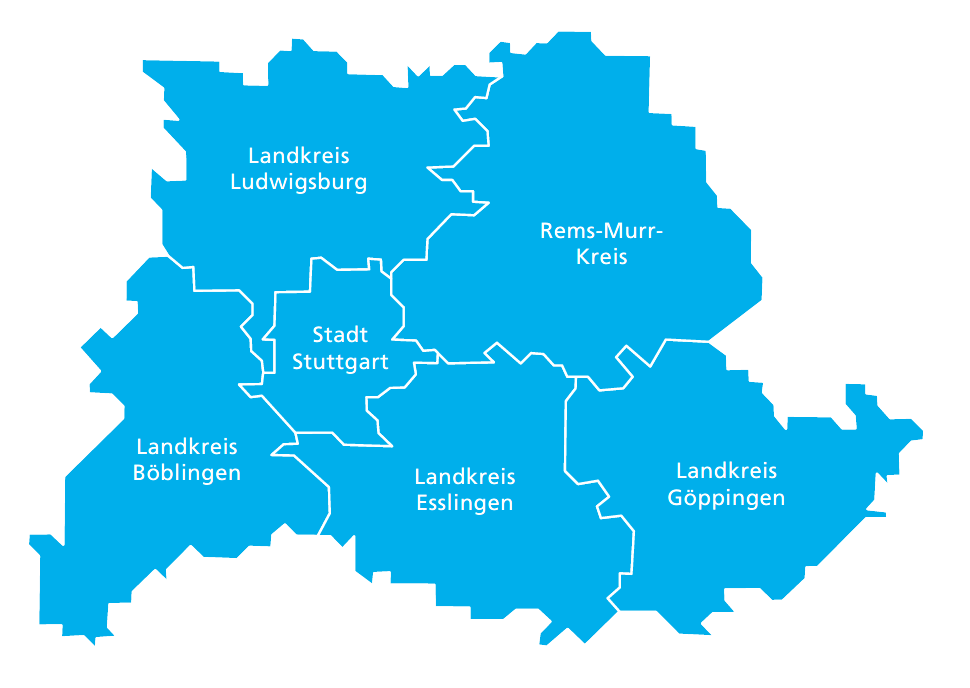 Landkreis
Ludwigsburg
Rems-Murr-
Kreis
Stadt
Stuttgart
Landkreis
Böblingen
Landkreis
Esslingen
Landkreis
Göppingen